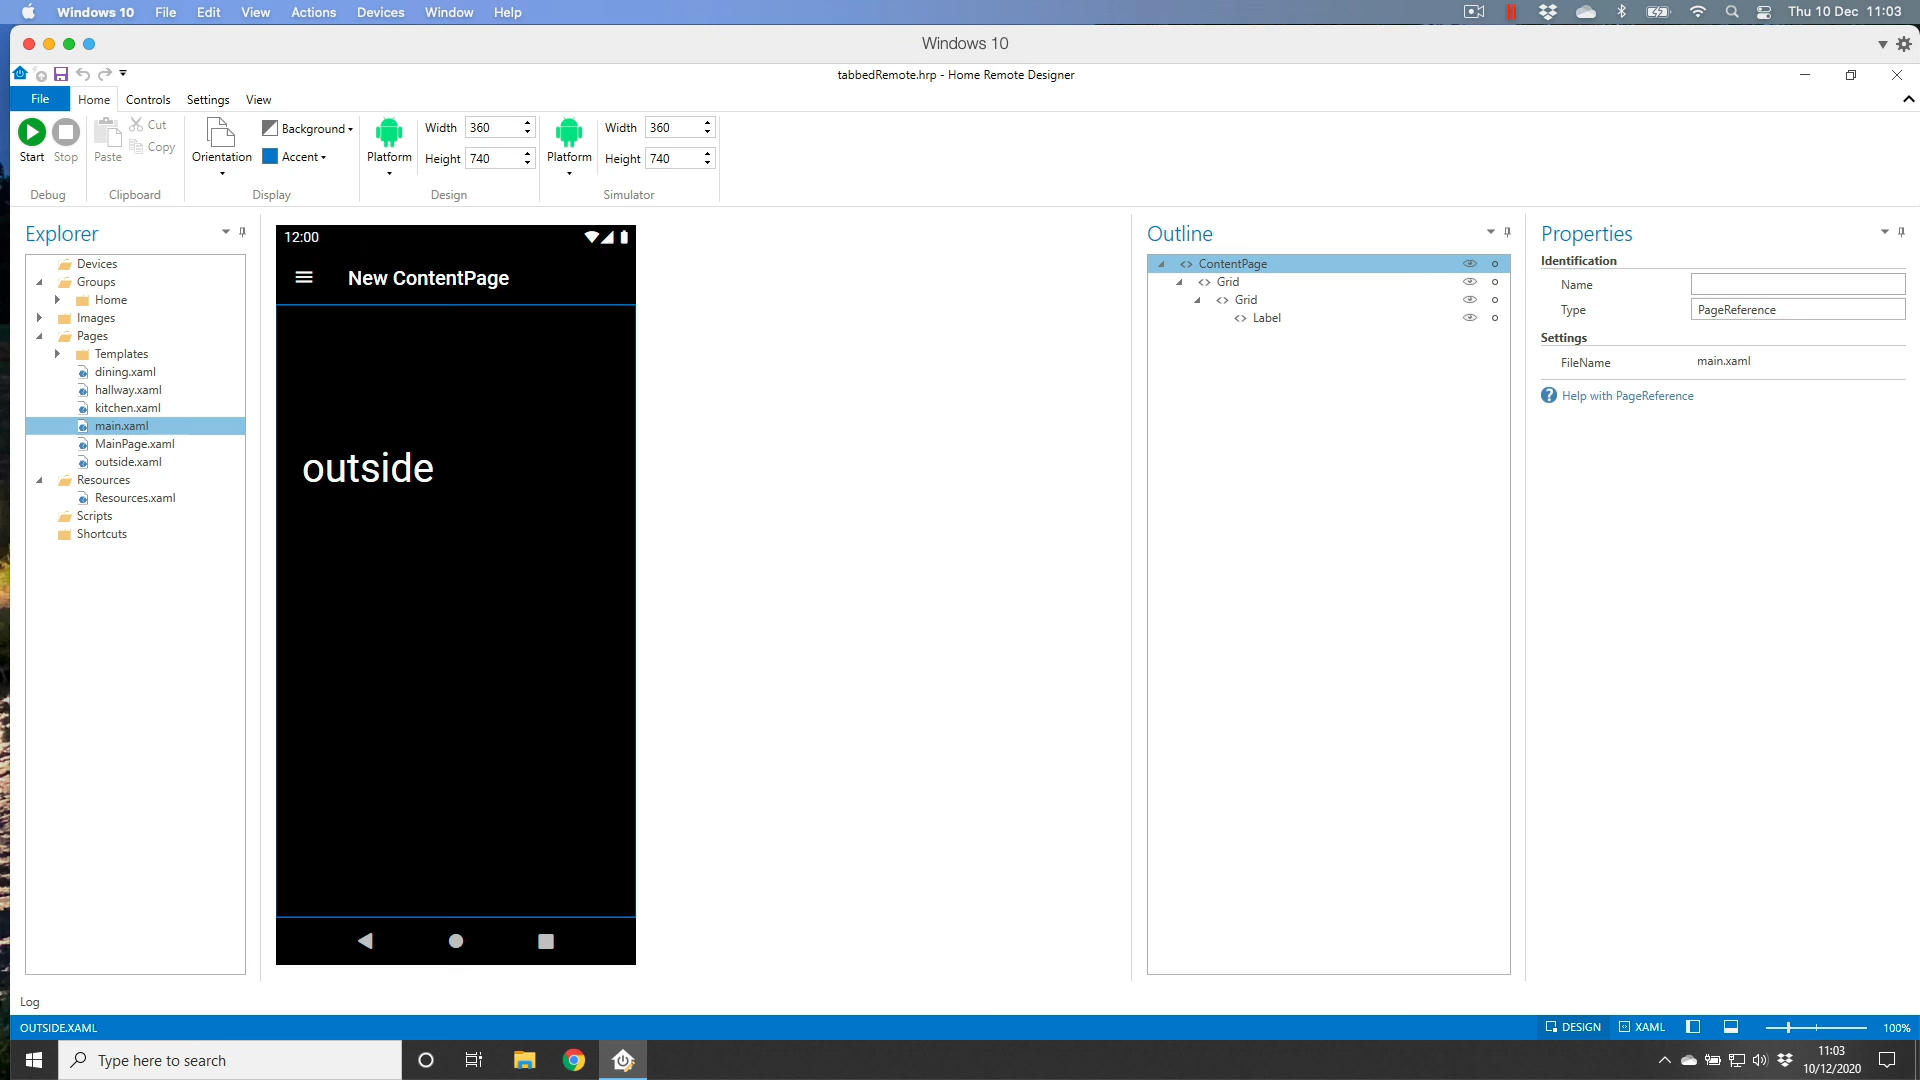 Windows 10 File Edit View Actions Devices Window Help Thu 10 Dec 11:03
Windows 10
tabbedRemote.hrp - Home Remote Designer
File Home Controls Settings View
Start Stop Paste Cut Copy Orientation Background Accent Platform Width 360 Height 740 Platform Width 360 Height 740
Debug Clipboard Display Design Simulator
Explorer
Devices
Groups
Home
Images
Pages
Templates
dining.xaml
hallway.xaml
kitchen.xaml
main.xaml
MainPage.xaml
outside.xaml
Resources
Resources.xaml
Scripts
Shortcuts
12:00
New ContentPage
outside
Outline
<> ContentPage
<> Grid
<> Grid
<> Label
Properties
Identification
Name
Type PageReference
Settings
FileName main.xaml
? Help with PageReference
Log
OUTSIDE.XAML DESIGN XAML 100%
Type here to search
11:03
10/12/2020